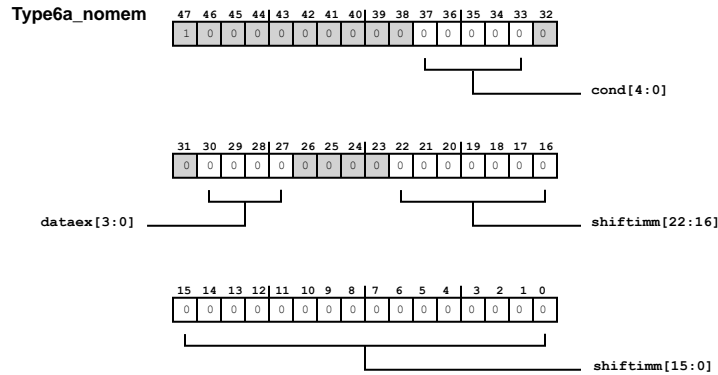 Type6a_nomem
47 46 45 44 43 42 41 40 39 38 37 36 35 34 33 32
1 0 0 0 0 0 0 0 0 0 0 0 0 0 0 0
cond[4:0]
31 30 29 28 27 26 25 24 23 22 21 20 19 18 17 16
0 0 0 0 0 0 0 0 0 0 0 0 0 0 0 0
dataex[3:0]
shiftimm[22:16]
15 14 13 12 11 10 9 8 7 6 5 4 3 2 1 0
0 0 0 0 0 0 0 0 0 0 0 0 0 0 0 0
shiftimm[15:0]